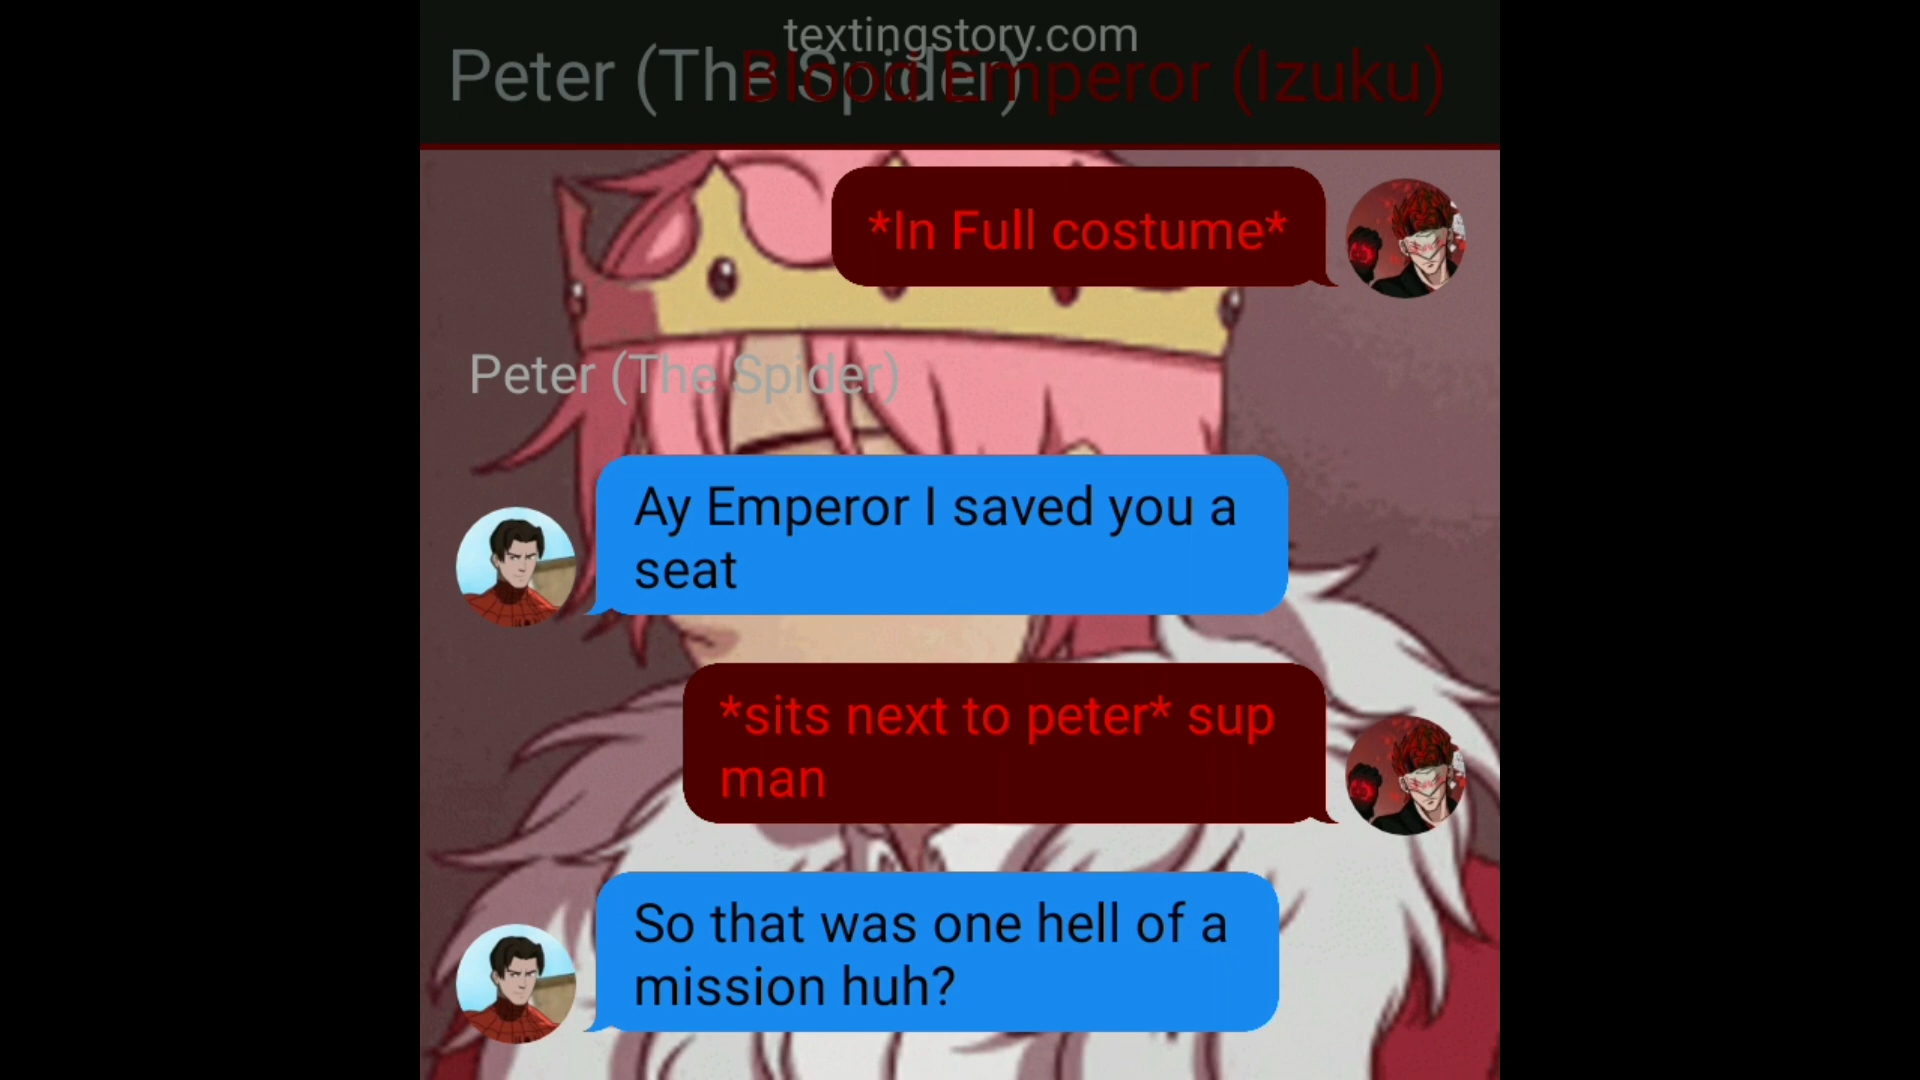 textingstory.com
Peter (The Spider)
Blood Emperor (Izuku)
*In Full costume*
Peter (The Spider)
Ay Emperor I saved you a
seat
*sits next to peter* sup
man
So that was one hell of a
mission huh?